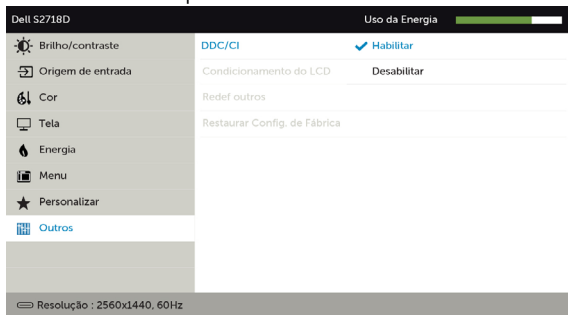 Dell S2718D Uso da Energia
Brilho/contraste DDC/CI Habilitar
Origem de entrada Condicionamento do LCD Desabilitar
Cor Redef outros
Tela Restaurar Config. de Fábrica
Energia
Menu
Personalizar
Outros
Resolução : 2560x1440, 60Hz